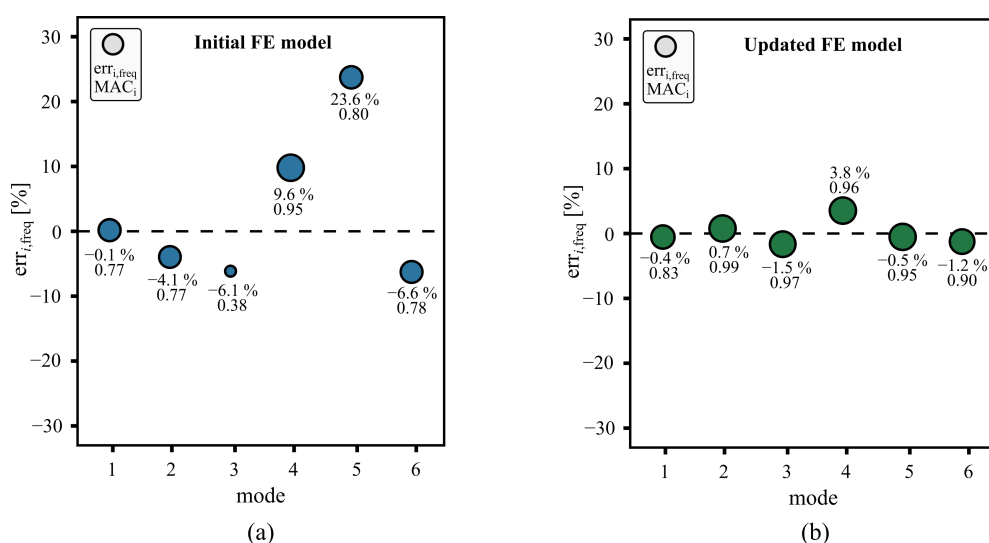 Initial FE model
err_i,freq
MAC_i
30
20
10
0
−10
−20
−30
err_i,freq [%]
−0.1 %
0.77
−4.1 %
0.77
−6.1 %
0.38
9.6 %
0.95
23.6 %
0.80
−6.6 %
0.78
1 2 3 4 5 6
mode
(a)
Updated FE model
err_i,freq
MAC_i
30
20
10
0
−10
−20
−30
err_i,freq [%]
−0.4 %
0.83
0.7 %
0.99
−1.5 %
0.97
3.8 %
0.96
−0.5 %
0.95
−1.2 %
0.90
1 2 3 4 5 6
mode
(b)